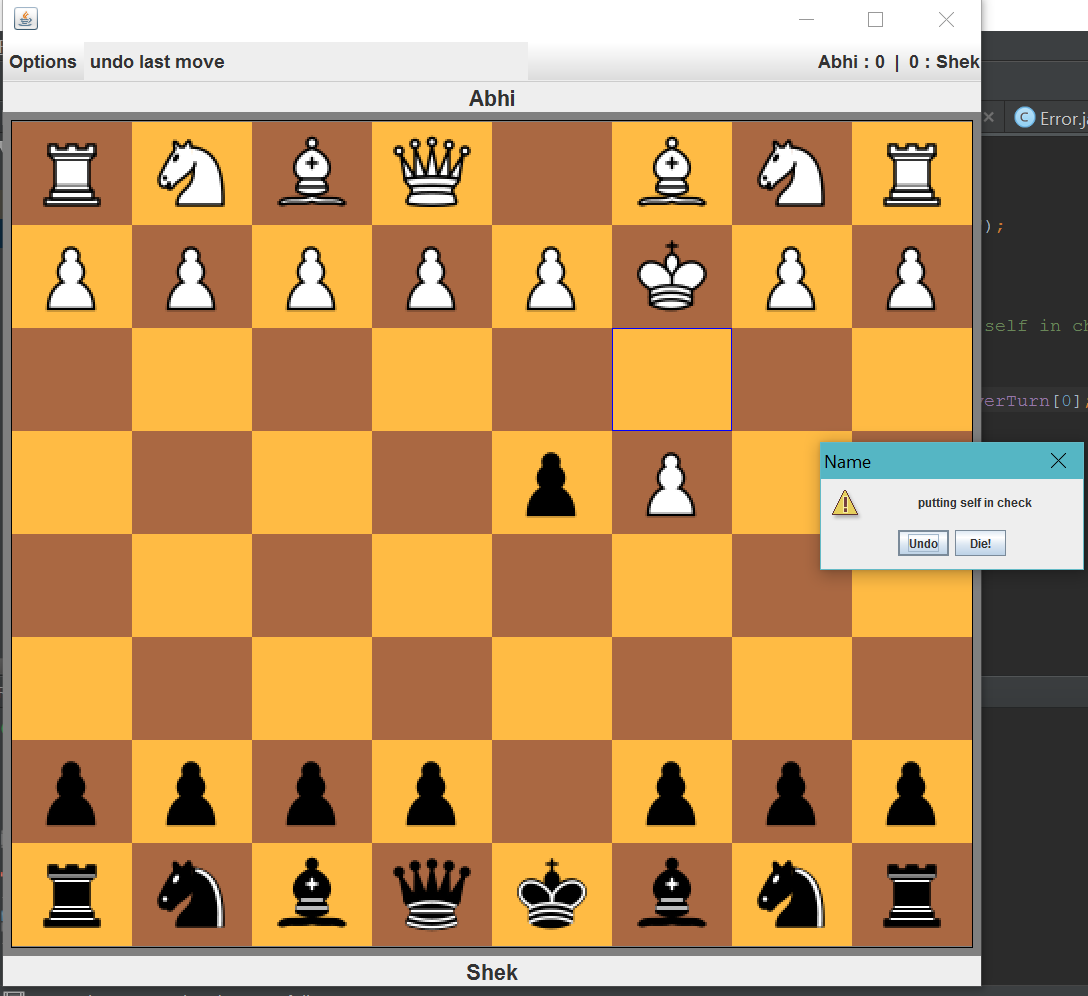 Options undo last move Abhi : 0 | 0 : Shek
Abhi
C Error.j
);
self in ch
erTurn[0];
Name
putting self in check
Undo Die!
Shek